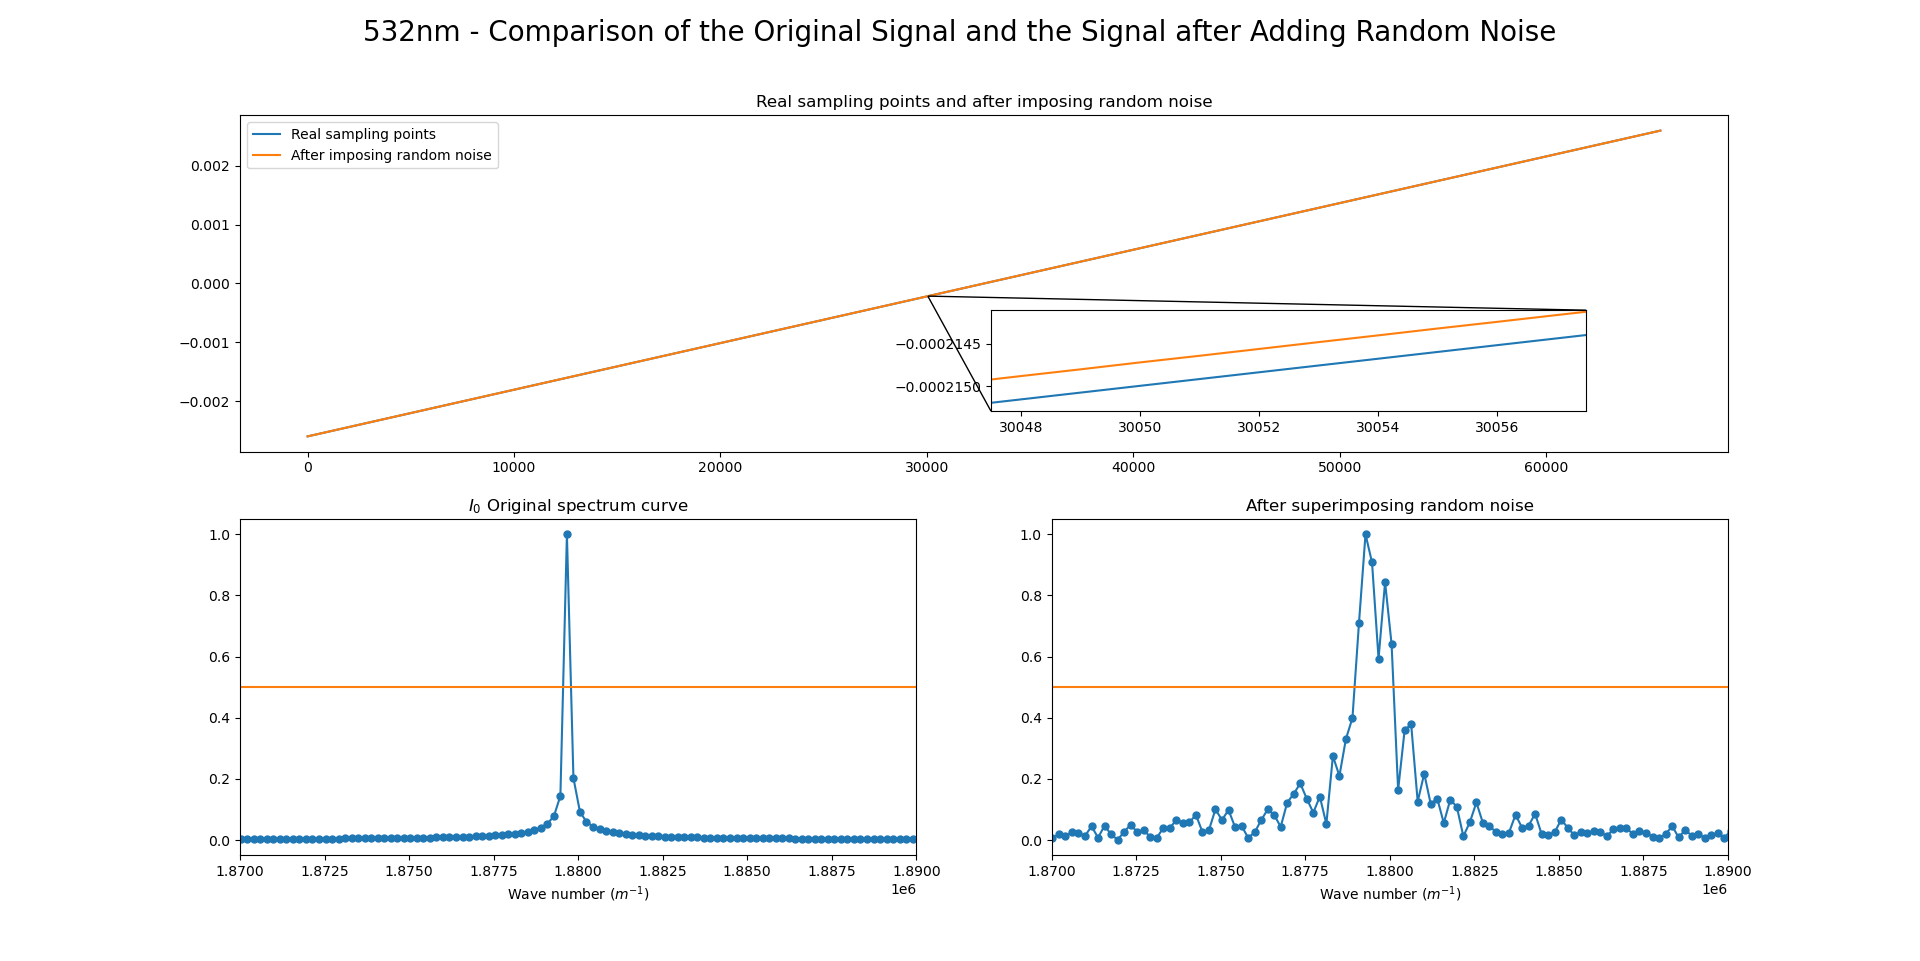 532nm - Comparison of the Original Signal and the Signal after Adding Random Noise
Real sampling points and after imposing random noise
Real sampling points
After imposing random noise
0.002
0.001
0.000
−0.001
−0.002
−0.0002145
−0.0002150
30048 30050 30052 30054 30056
0 10000 20000 30000 40000 50000 60000
I₀ Original spectrum curve
1.0
0.8
0.6
0.4
0.2
0.0
1.8700 1.8725 1.8750 1.8775 1.8800 1.8825 1.8850 1.8875 1.8900
1e6
Wave number (m⁻¹)
After superimposing random noise
1.0
0.8
0.6
0.4
0.2
0.0
1.8700 1.8725 1.8750 1.8775 1.8800 1.8825 1.8850 1.8875 1.8900
1e6
Wave number (m⁻¹)